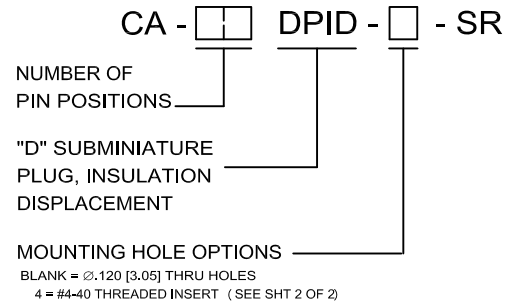 CA - DPID - - SR
NUMBER OF
PIN POSITIONS
"D" SUBMINIATURE
PLUG, INSULATION
DISPLACEMENT
MOUNTING HOLE OPTIONS
BLANK = Ø.120 [3.05] THRU HOLES
4 = #4-40 THREADED INSERT ( SEE SHT 2 OF 2)